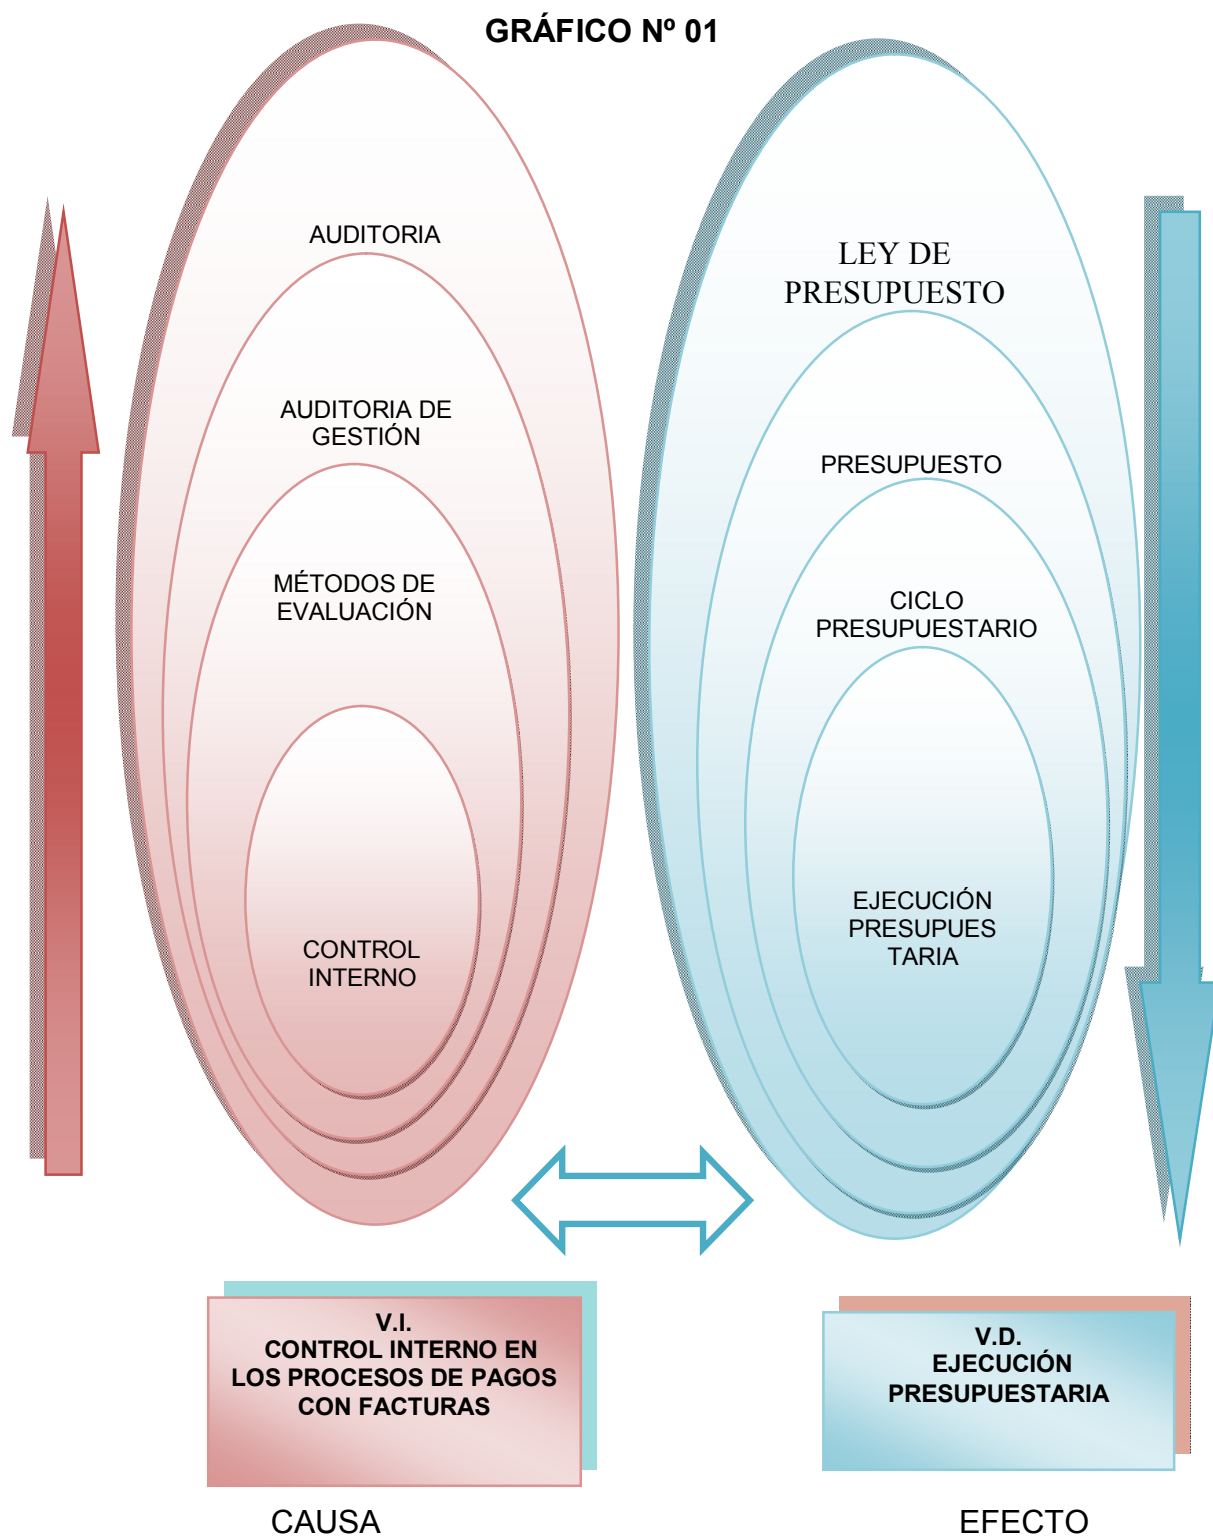 GRÁFICO Nº 01
AUDITORIA
AUDITORIA DE
GESTIÓN
MÉTODOS DE
EVALUACIÓN
CONTROL
INTERNO
LEY DE
PRESUPUESTO
PRESUPUESTO
CICLO
PRESUPUESTARIO
EJECUCIÓN
PRESUPUES
TARIA
V.I.
CONTROL INTERNO EN
LOS PROCESOS DE PAGOS
CON FACTURAS
V.D.
EJECUCIÓN
PRESUPUESTARIA
CAUSA
EFECTO